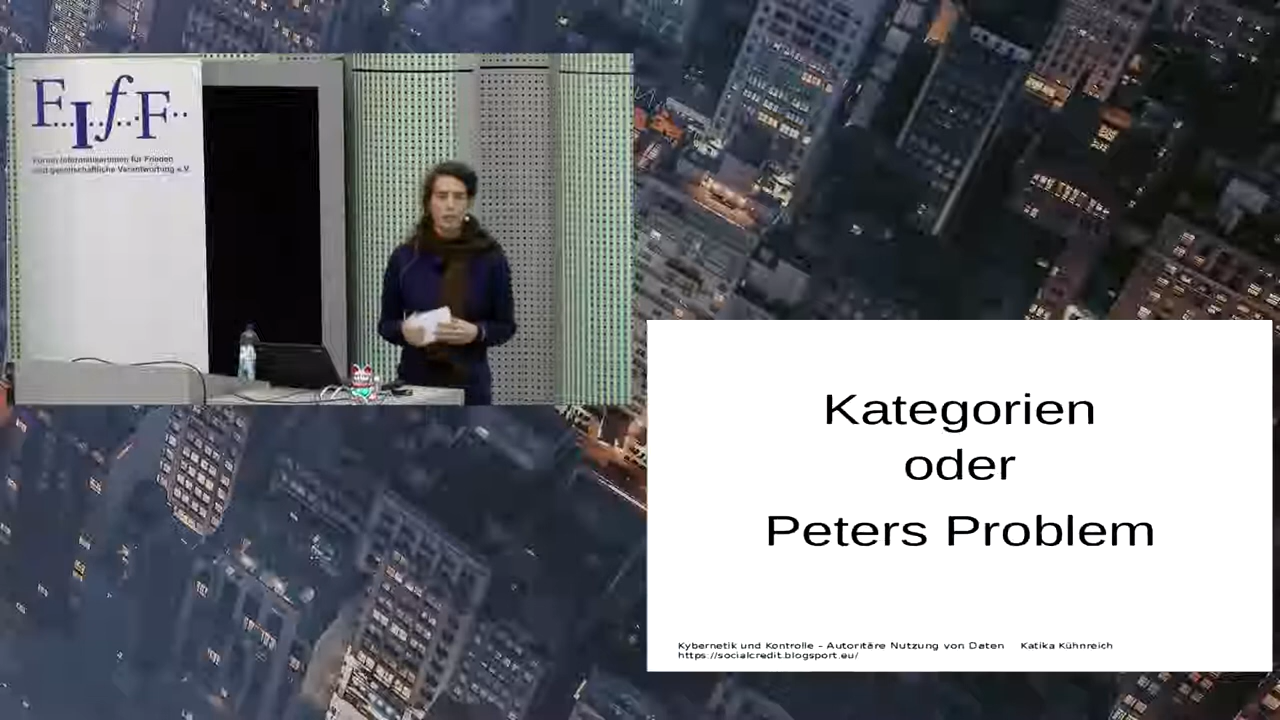 FIfF
Forum InformatikerInnen für Frieden
und gesellschaftliche Verantwortung e.V.
Kategorien
oder
Peters Problem
Kybernetik und Kontrolle - Autoritäre Nutzung von Daten Katika Kühnreich
https://socialcredit.blogsport.eu/